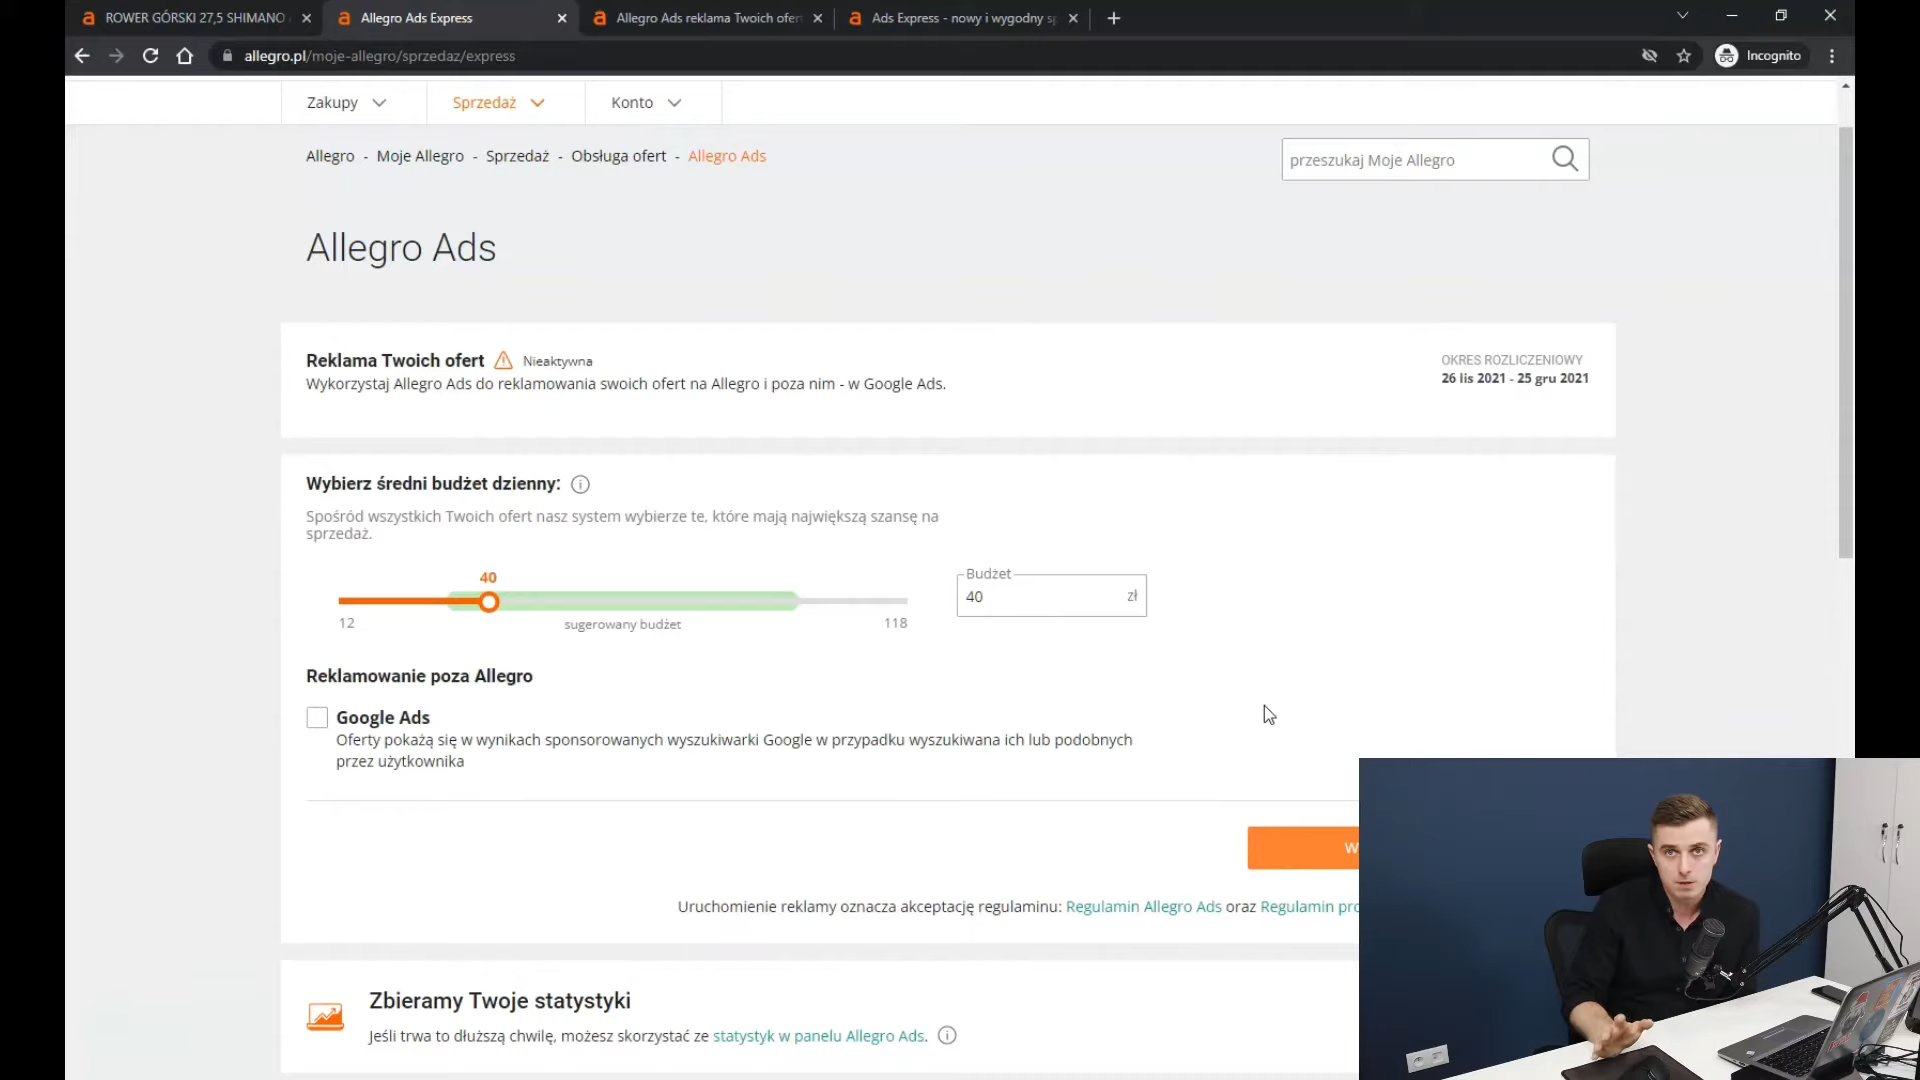 ROWER GÓRSKI 27,5 SHIMANO
Allegro Ads Express
Allegro Ads reklama Twoich ofer
Ads Express - nowy i wygodny sp
allegro.pl/moje-allegro/sprzedaz/express
Incognito
Zakupy
Sprzedaż
Konto
Allegro - Moje Allegro - Sprzedaż - Obsługa ofert - Allegro Ads
przeszukaj Moje Allegro
Allegro Ads
Reklama Twoich ofert
Nieaktywna
Wykorzystaj Allegro Ads do reklamowania swoich ofert na Allegro i poza nim - w Google Ads.
OKRES ROZLICZENIOWY
26 lis 2021 - 25 gru 2021
Wybierz średni budżet dzienny:
Spośród wszystkich Twoich ofert nasz system wybierze te, które mają największą szansę na
sprzedaż.
40
12
sugerowany budżet
118
Budżet
40 zł
Reklamowanie poza Allegro
Google Ads
Oferty pokażą się w wynikach sponsorowanych wyszukiwarki Google w przypadku wyszukiwana ich lub podobnych
przez użytkownika
W
Uruchomienie reklamy oznacza akceptację regulaminu: Regulamin Allegro Ads oraz Regulamin pro
Zbieramy Twoje statystyki
Jeśli trwa to dłuższą chwilę, możesz skorzystać ze statystyk w panelu Allegro Ads.